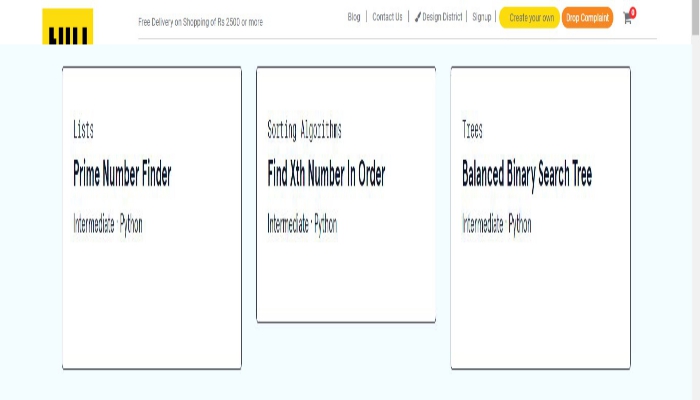 Free Delivery on Shopping of Rs 2500 or more
Blog | Contact Us | Design District | Signup | Create your own Drop Complaint 0
Lists
Prime Number Finder
Intermediate · Python
Sorting Algorithms
Find Xth Number In Order
Intermediate · Python
Trees
Balanced Binary Search Tree
Intermediate · Python